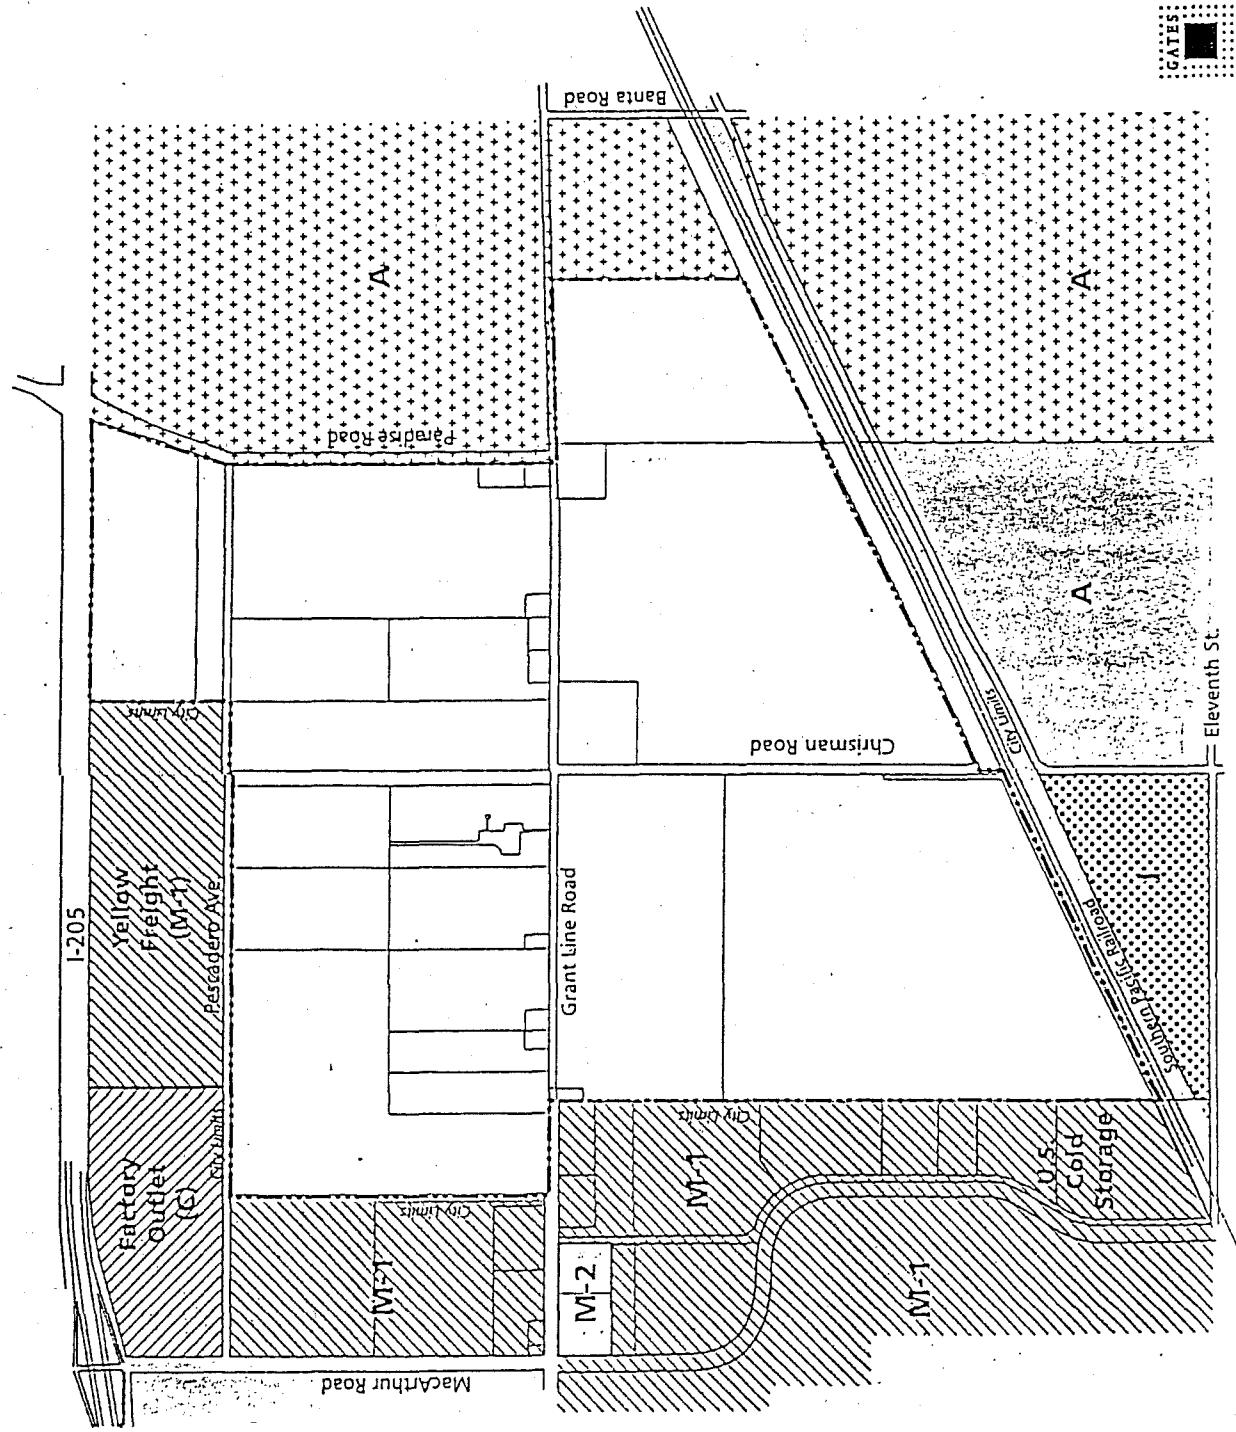 GATES
I-205
Banta Road
A
Paradise Road
A
City Limits
Yellow
Freight
(M-1)
Pescadero Ave
Factory
Outlet
(C)
City Limits
Grant Line Road
Chrisman Road
City Limits
A
Eleventh St.
J
Southern Pacific Railroad
M-1
City Limits
M-1
City Limits
U.S.
Cold
Storage
M-2
M-1
MacArthur Road